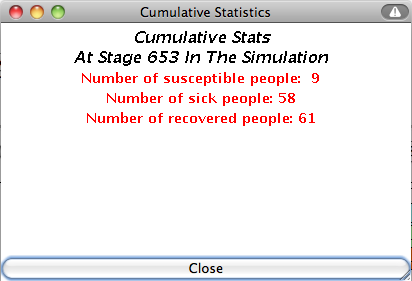 Cumulative Statistics
Cumulative Stats
At Stage 653 In The Simulation
Number of susceptible people: 9
Number of sick people: 58
Number of recovered people: 61
Close